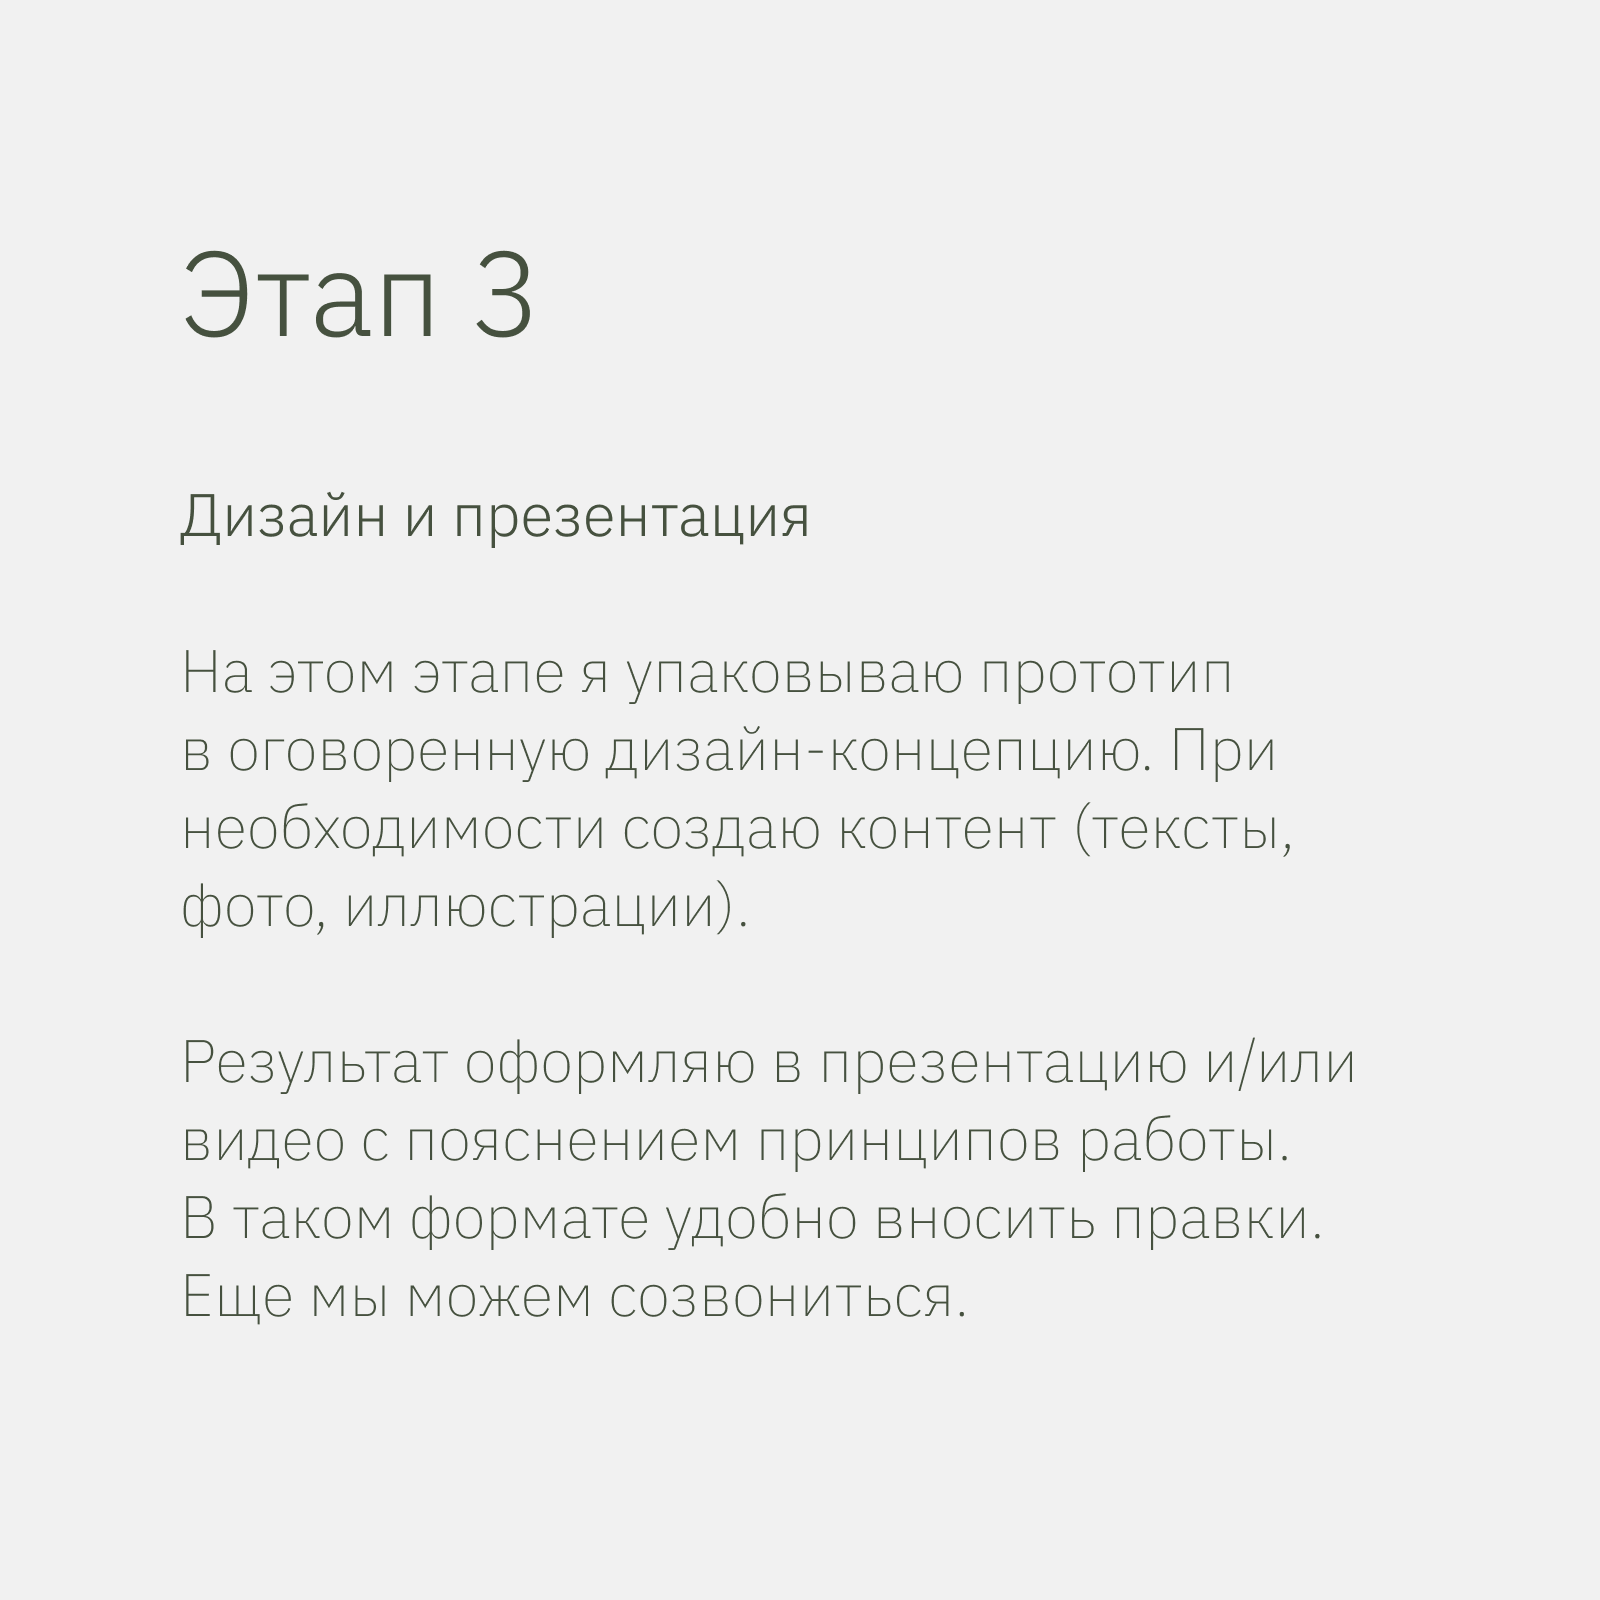 Этап 3
Дизайн и презентация
На этом этапе я упаковываю прототип
в оговоренную дизайн-концепцию. При
необходимости создаю контент (тексты,
фото, иллюстрации).
Результат оформляю в презентацию и/или
видео с пояснением принципов работы.
В таком формате удобно вносить правки.
Еще мы можем созвониться.